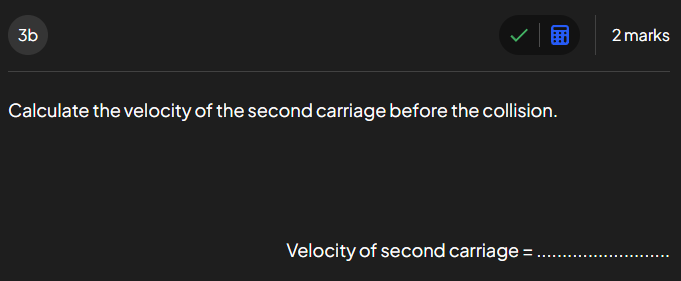 3b
2 marks
Calculate the velocity of the second carriage before the collision.
Velocity of second carriage = ..........................